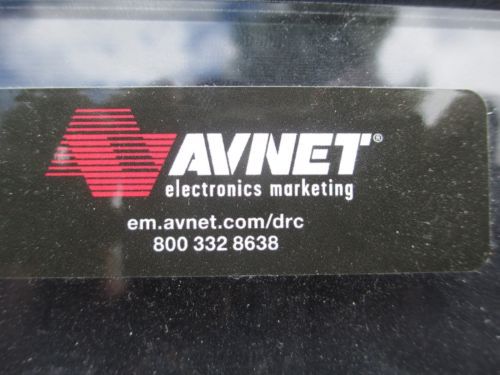 AVNET®
electronics marketing
em.avnet.com/drc
800 332 8638